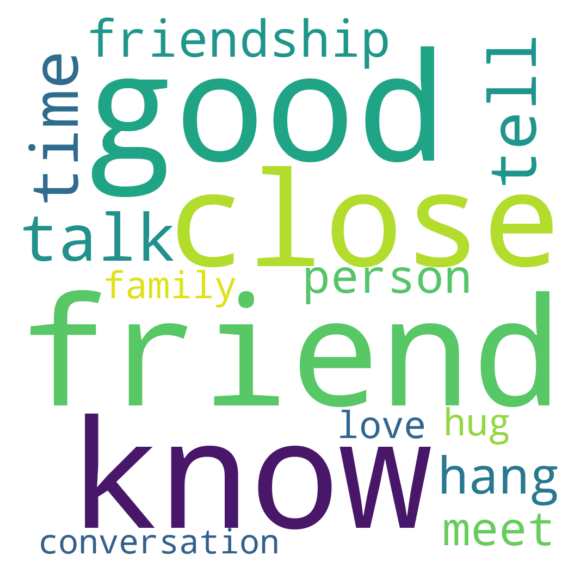 friendship
good
time
tell
close
talk
person
family
friend
love
hug
know
hang
meet
conversation